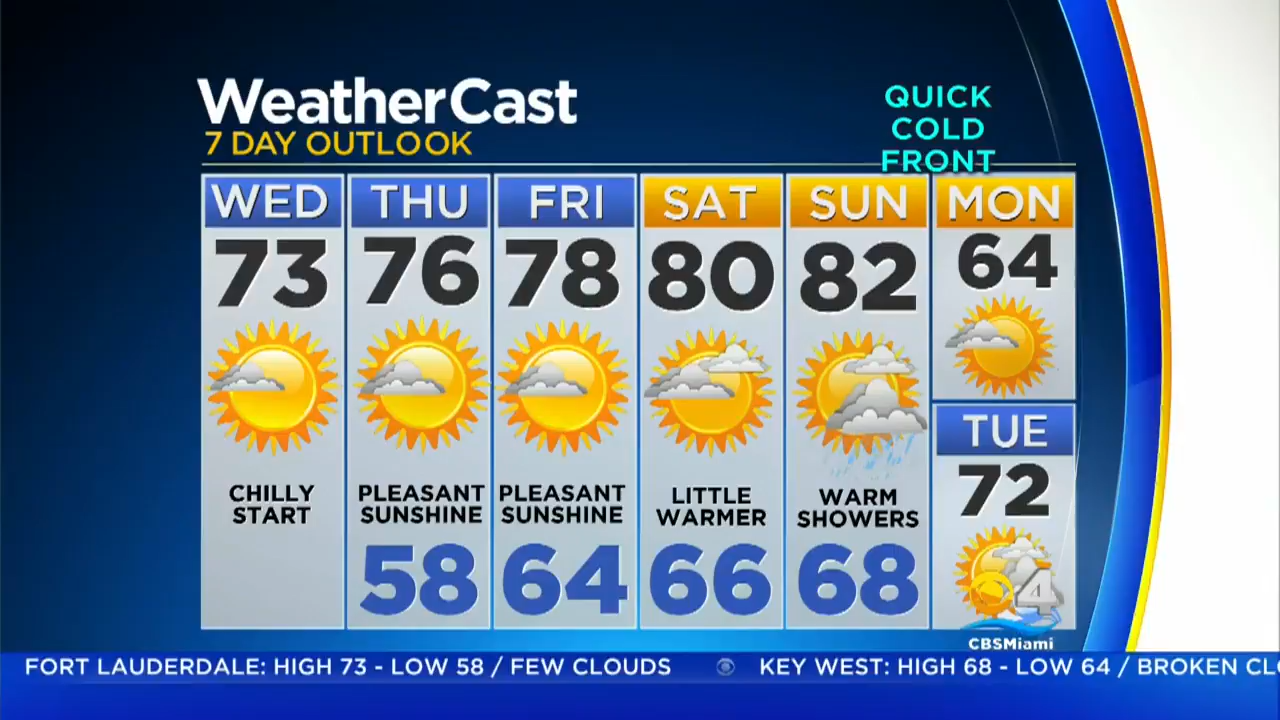 WeatherCast
7 DAY OUTLOOK
QUICK
COLD
FRONT
WED
73
CHILLY
START
THU
76
PLEASANT
SUNSHINE
58
FRI
78
PLEASANT
SUNSHINE
64
SAT
80
LITTLE
WARMER
66
SUN
82
WARM
SHOWERS
68
MON
64
TUE
72
4
CBSMiami
FORT LAUDERDALE: HIGH 73 - LOW 58 / FEW CLOUDS KEY WEST: HIGH 68 - LOW 64 / BROKEN